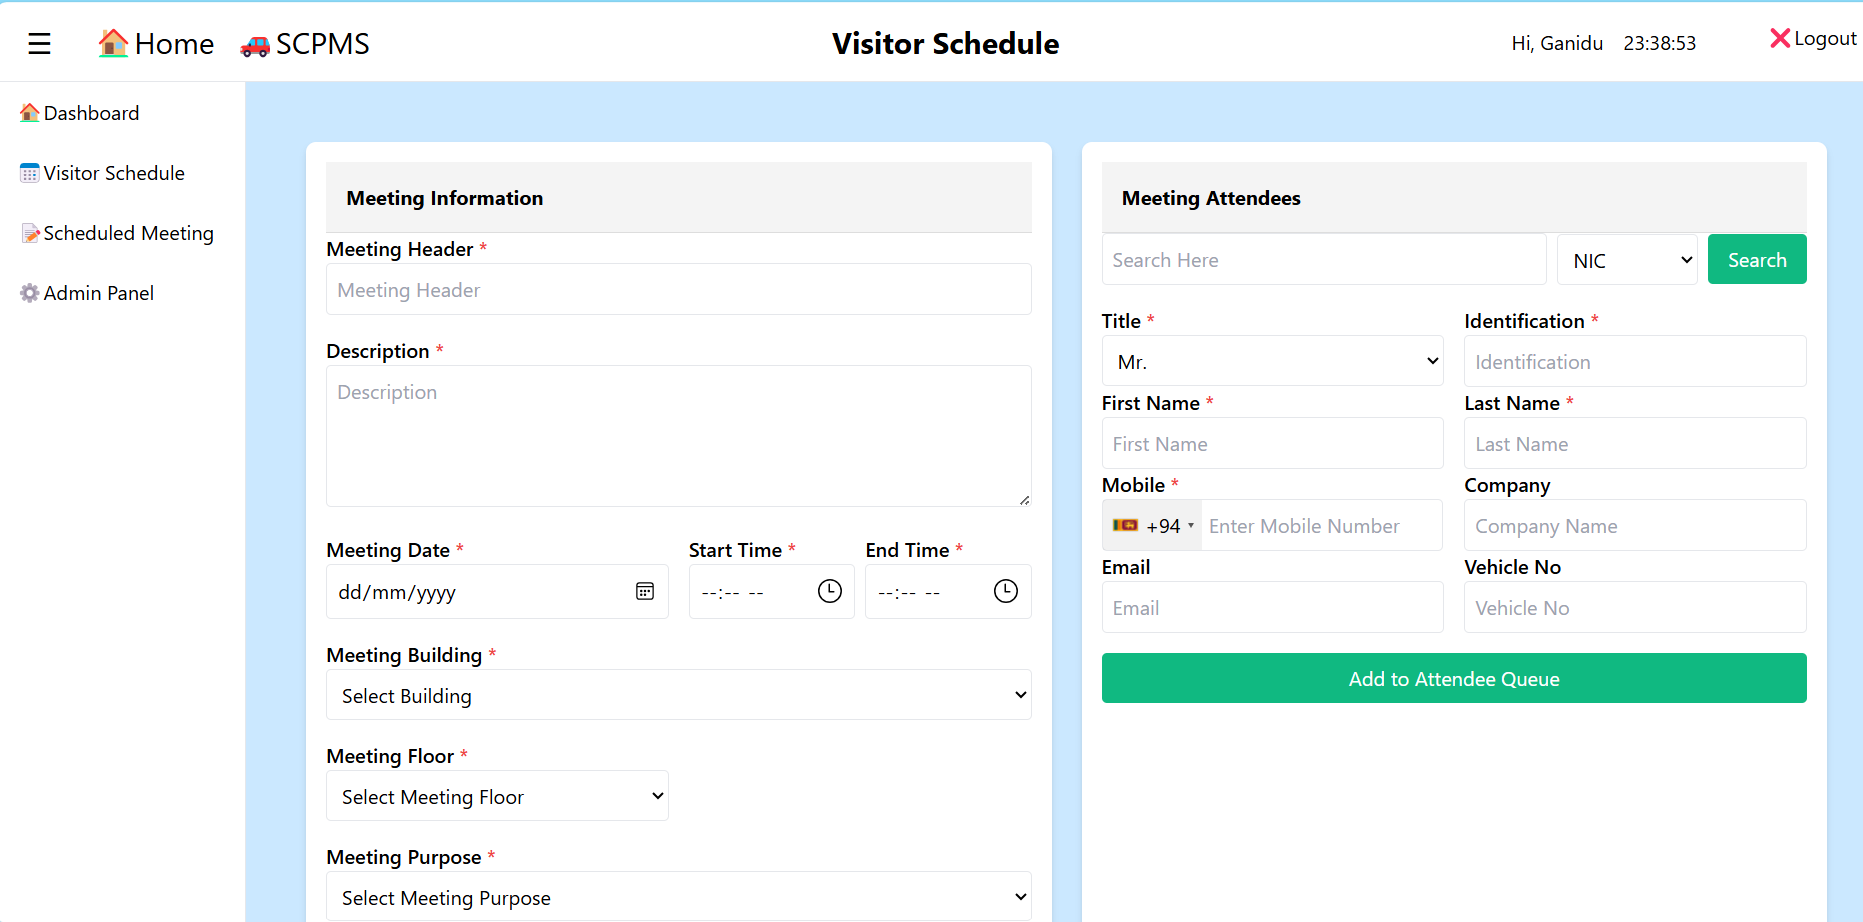 ☰ Home SCPMS Visitor Schedule Hi, Ganidu 23:38:53 Logout
Dashboard
Visitor Schedule
Scheduled Meeting
Admin Panel
Meeting Information
Meeting Header *
Meeting Header
Description *
Description
Meeting Date * Start Time * End Time *
dd/mm/yyyy --:-- -- --:-- --
Meeting Building *
Select Building
Meeting Floor *
Select Meeting Floor
Meeting Purpose *
Select Meeting Purpose
Meeting Attendees
Search Here NIC Search
Title * Identification *
Mr. Identification
First Name * Last Name *
First Name Last Name
Mobile * Company
+94 Enter Mobile Number Company Name
Email Vehicle No
Email Vehicle No
Add to Attendee Queue